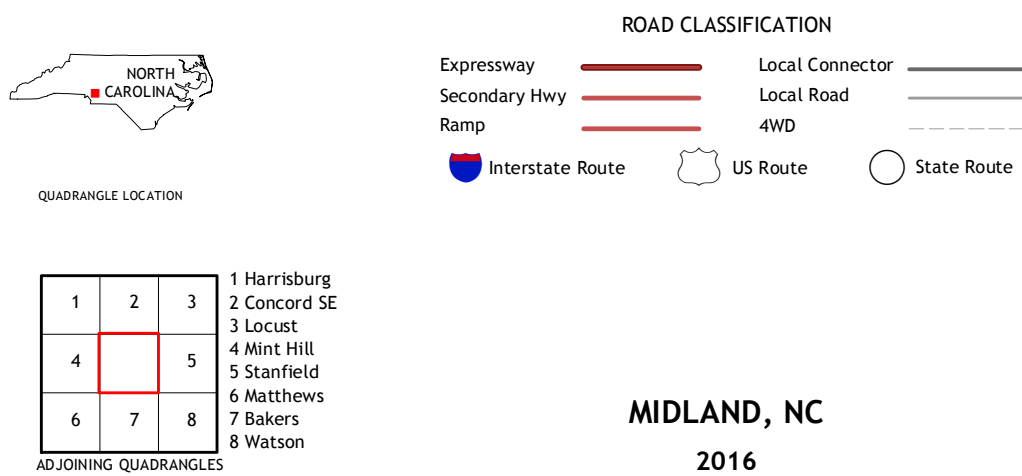 NORTH
CAROLINA
QUADRANGLE LOCATION
ROAD CLASSIFICATION
Expressway
Secondary Hwy
Ramp
Local Connector
Local Road
4WD
Interstate Route
US Route
State Route
1 2 3
4 5
6 7 8
ADJOINING QUADRANGLES
1 Harrisburg
2 Concord SE
3 Locust
4 Mint Hill
5 Stanfield
6 Matthews
7 Bakers
8 Watson
MIDLAND, NC
2016